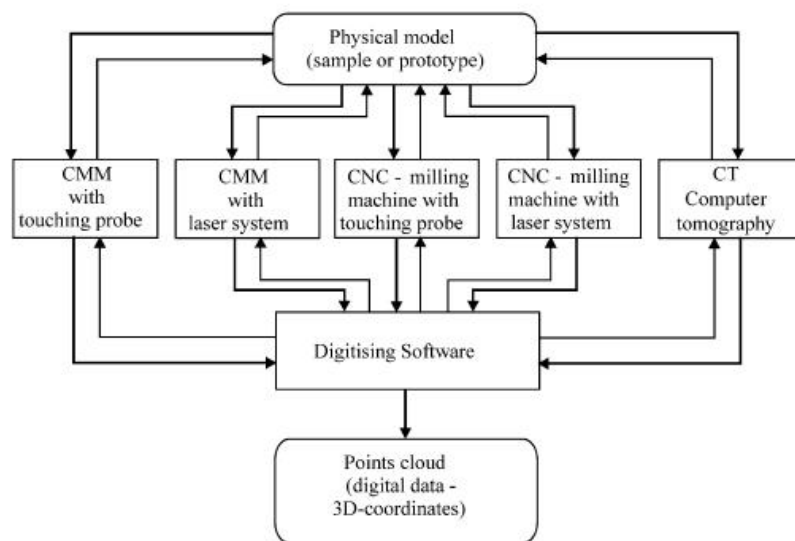 Physical model
(sample or prototype)
CMM
with
touching probe
CMM
with
laser system
CNC - milling
machine with
touching probe
CNC - milling
machine with
laser system
CT
Computer
tomography
Digitising Software
Points cloud
(digital data -
3D-coordinates)